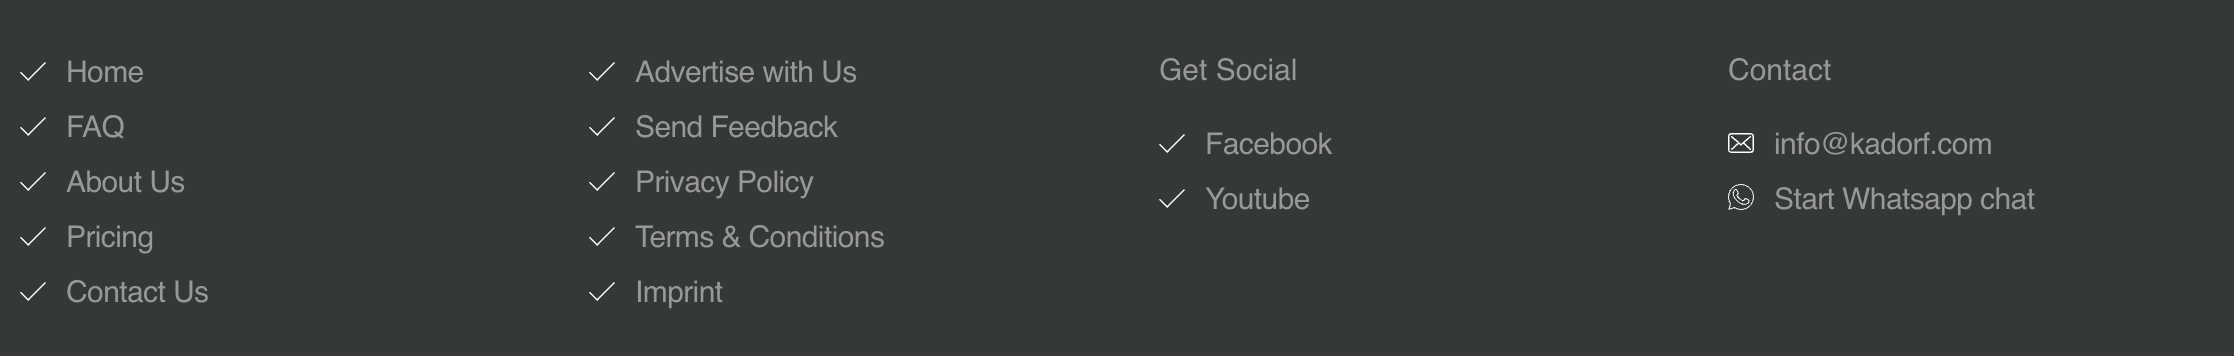 Home
FAQ
About Us
Pricing
Contact Us
Advertise with Us
Send Feedback
Privacy Policy
Terms & Conditions
Imprint
Get Social
Facebook
Youtube
Contact
info@kadorf.com
Start Whatsapp chat